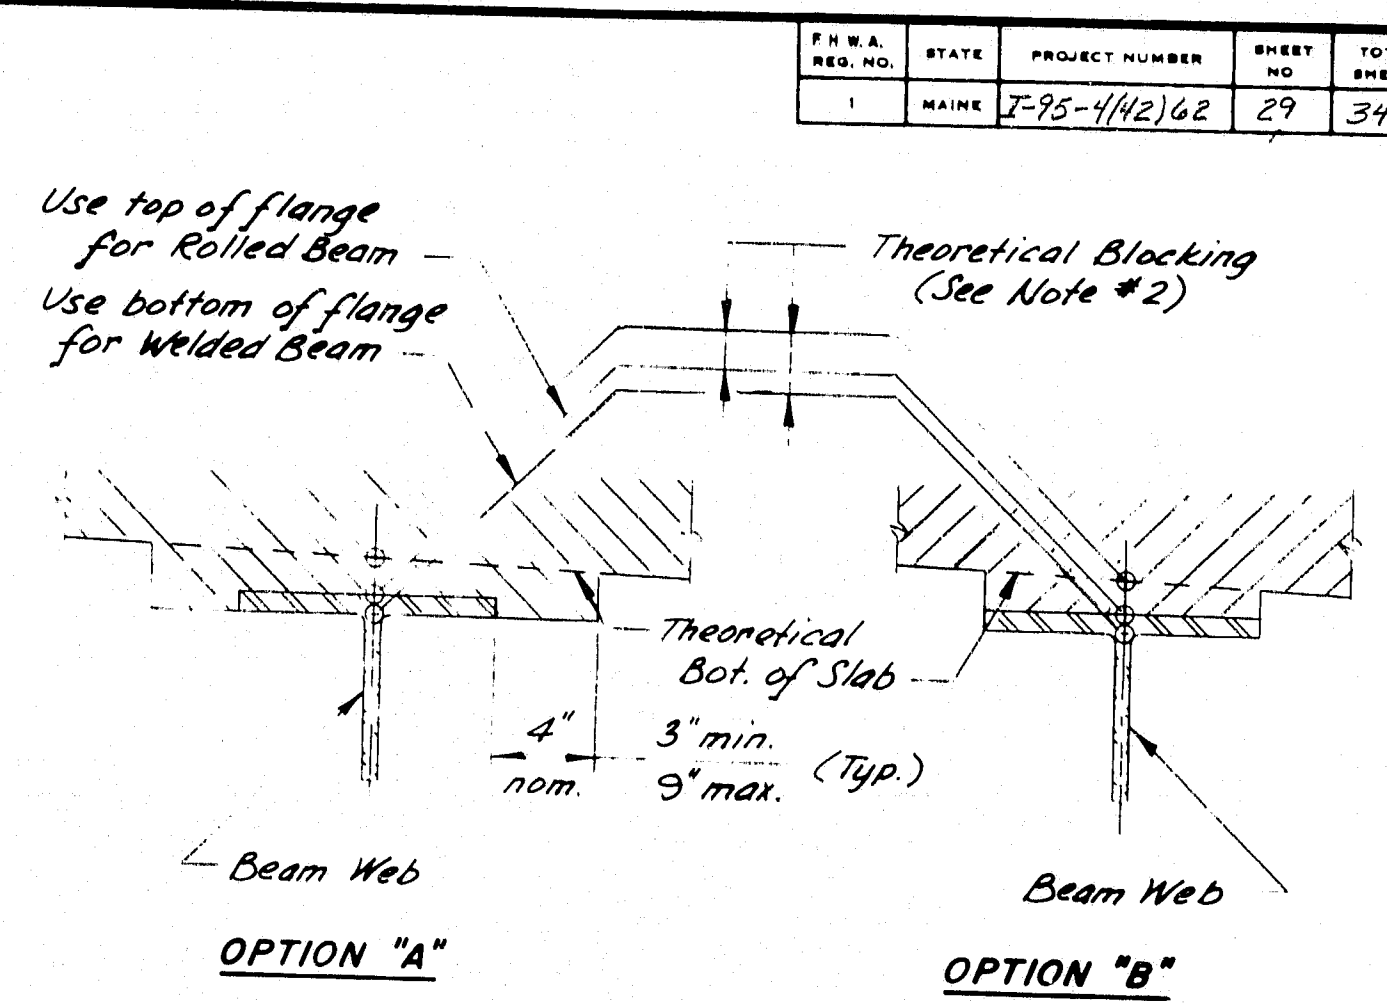 F.H.W.A. REG. NO.
STATE
PROJECT NUMBER
SHEET NO
1
MAINE
I-95-4(42)62
29
Use top of flange
for Rolled Beam
Use bottom of flange
for Welded Beam
Theoretical Blocking
(See Note #2)
Theoretical
Bot. of Slab
4"
nom.
3" min.
9" max.
(Typ.)
Beam Web
Beam Web
OPTION "A"
OPTION "B"